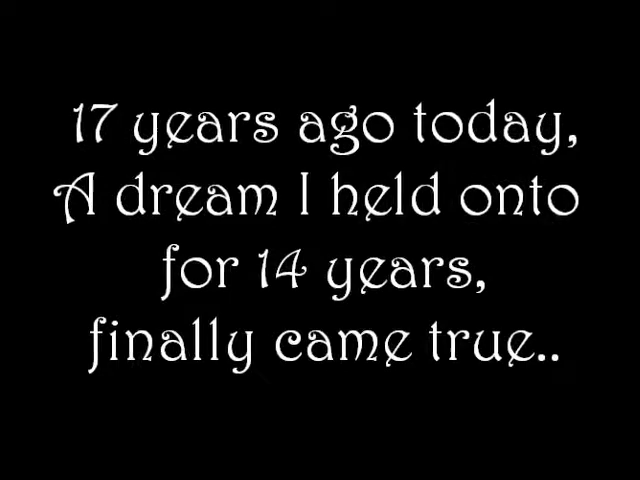 17 years ago today,
A dream I held onto
for 14 years,
finally came true..